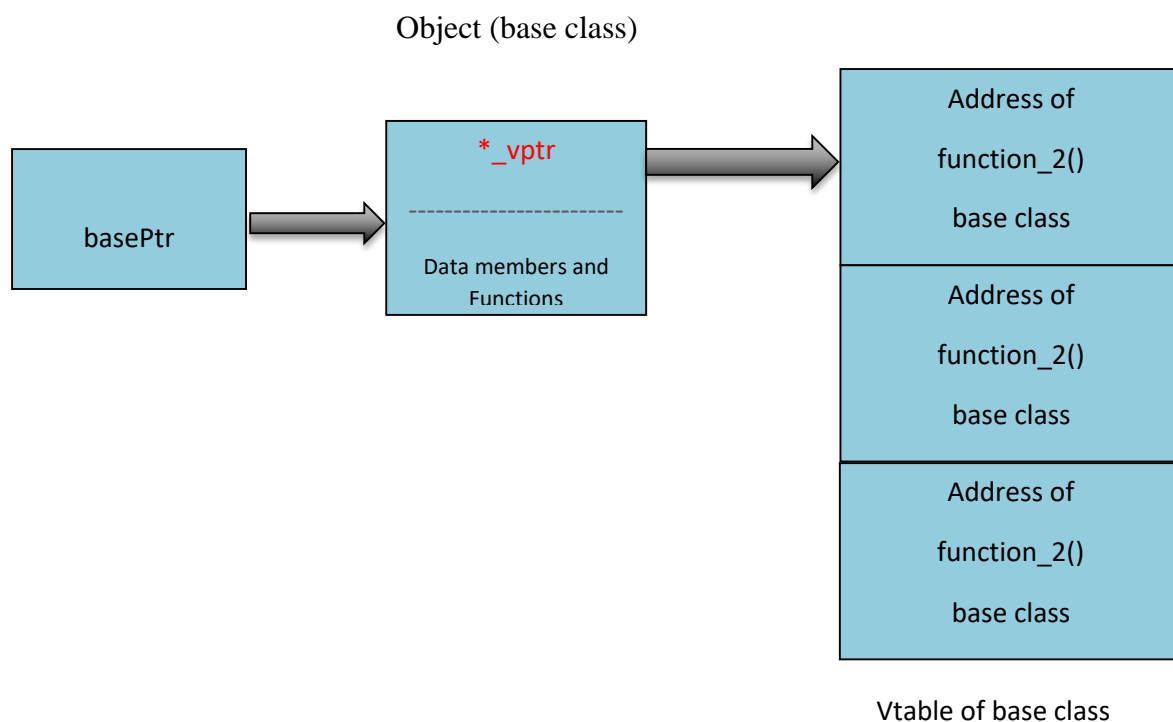 Object (base class)
basePtr
*_vptr
------------------------
Data members and
Functions
Address of
function_2()
base class
Address of
function_2()
base class
Address of
function_2()
base class
Vtable of base class